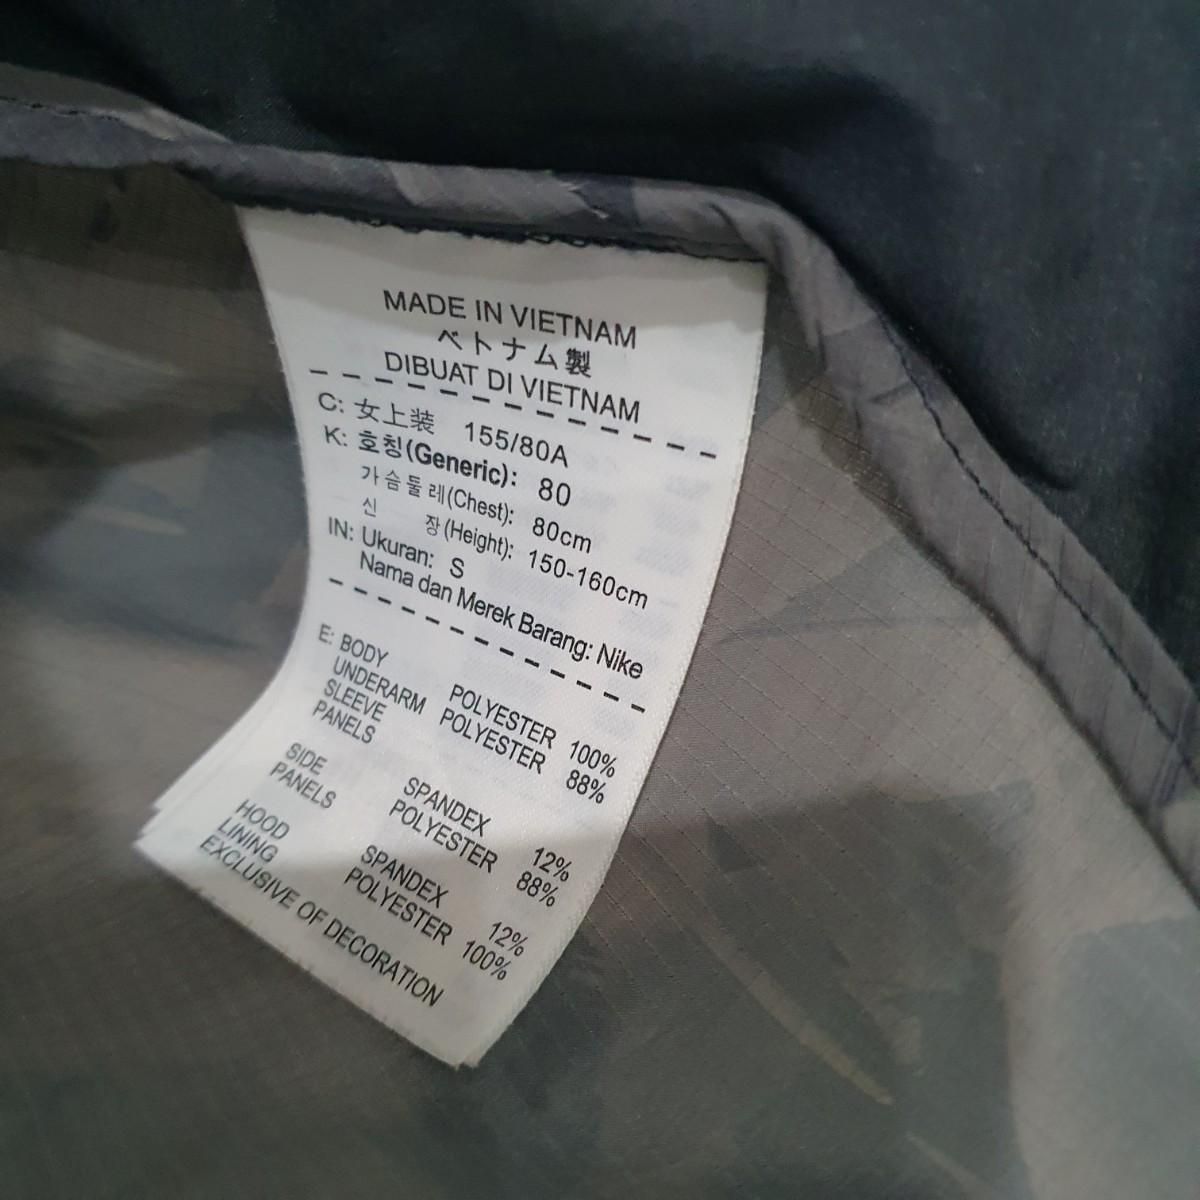 MADE IN VIETNAM
ベトナム製
DIBUAT DI VIETNAM
C: 女上装 155/80A
K: 호칭(Generic): 80
가슴둘레(Chest): 80cm
신 장(Height): 150-160cm
IN: Ukuran: S
Nama dan Merek Barang: Nike
E: BODY POLYESTER 100%
UNDERARM POLYESTER 88%
SLEEVE
PANELS SPANDEX 12%
SIDE POLYESTER 88%
PANELS
SPANDEX 12%
HOOD POLYESTER 100%
LINING
EXCLUSIVE OF DECORATION